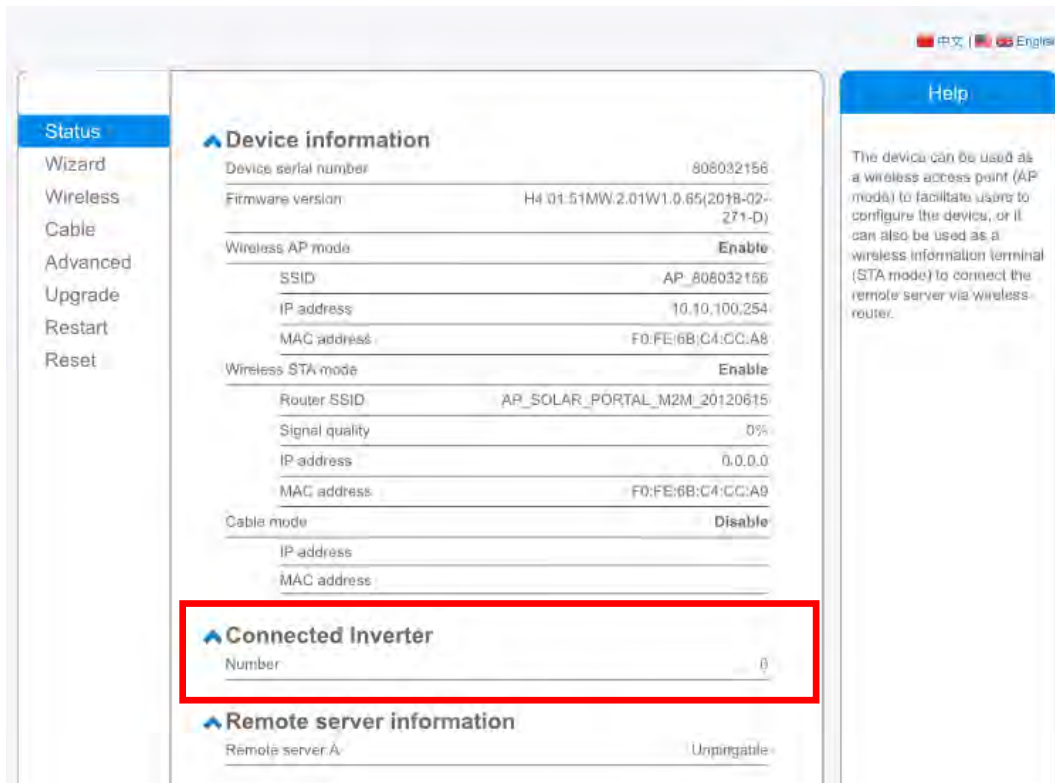 中文 | English
Help
Status
Wizard
Wireless
Cable
Advanced
Upgrade
Restart
Reset
Device information
Device serial number 808032156
Firmware version H4.01.51MW.2.01W1.0.65(2018-02-
271-D)
Wireless AP mode Enable
SSID AP_808032156
IP address 10.10.100.254
MAC address F0:FE:6B:C4:CC:A8
Wireless STA mode Enable
Router SSID AP_SOLAR_PORTAL_M2M_20120615
Signal quality 0%
IP address 0.0.0.0
MAC address F0:FE:6B:C4:CC:A9
Cable mode Disable
IP address
MAC address
Connected Inverter
Number 0
Remote server information
Remote server A Unpingable
The device can be used as
a wireless access point (AP
mode) to facilitate users to
configure the device, or it
can also be used as a
wireless information terminal
(STA mode) to connect the
remote server via wireless
router.